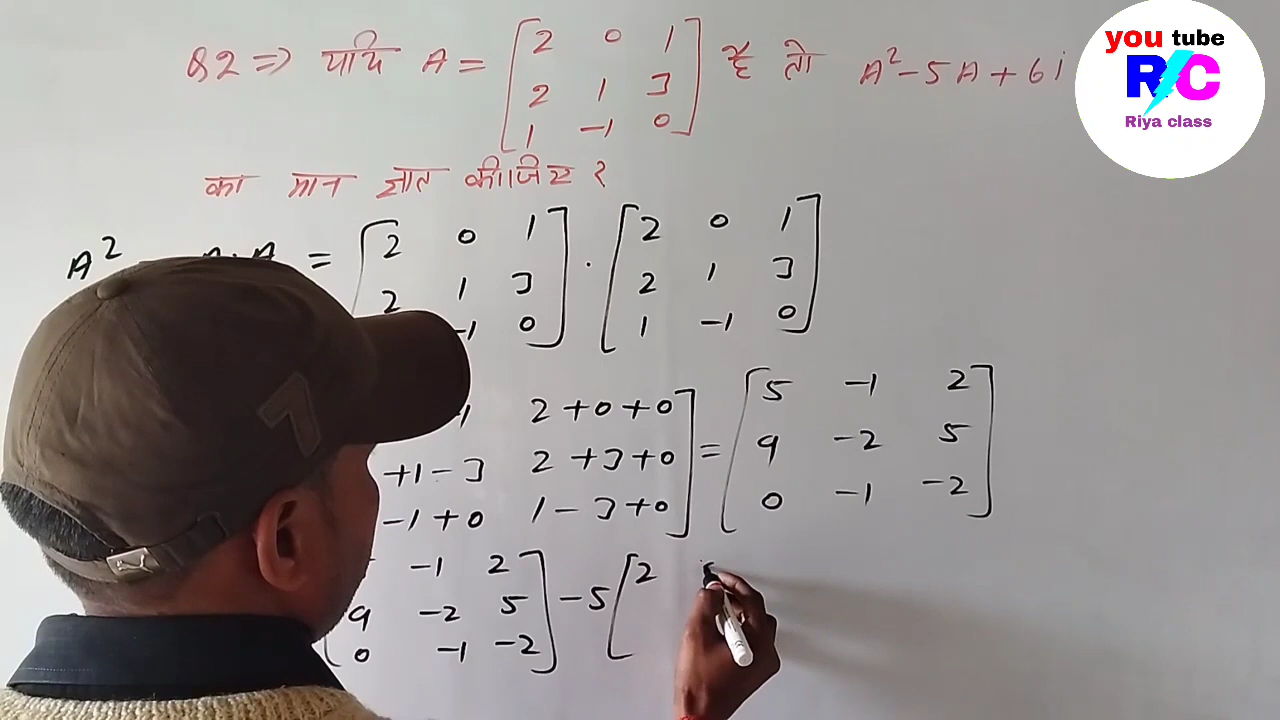 you tube
RC
Riya class
Q2 => यदि A = [2 0 1] है तो A² - 5A + 6i
2 1 3
1 -1 0
का मान ज्ञात कीजिए ?
A² A.A = [2 0 1] . [2 0 1]
2 1 3 2 1 3
-1 0 1 -1 0
-1 2+0+0 5 -1 2
+1-3 2+3+0 = 9 -2 5
-1+0 1-3+0 0 -1 -2
-1 2 2
9 -2 5 -5
0 -1 -2